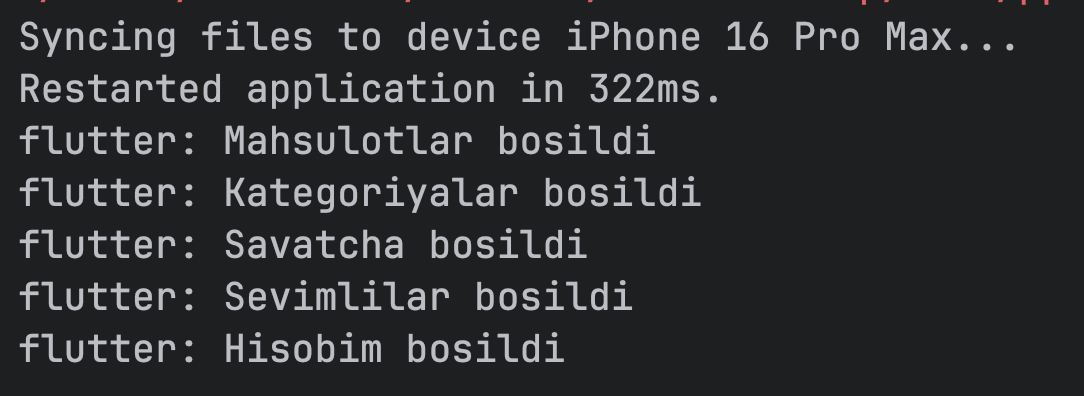 Syncing files to device iPhone 16 Pro Max...
Restarted application in 322ms.
flutter: Mahsulotlar bosildi
flutter: Kategoriyalar bosildi
flutter: Savatcha bosildi
flutter: Sevimlilar bosildi
flutter: Hisobim bosildi